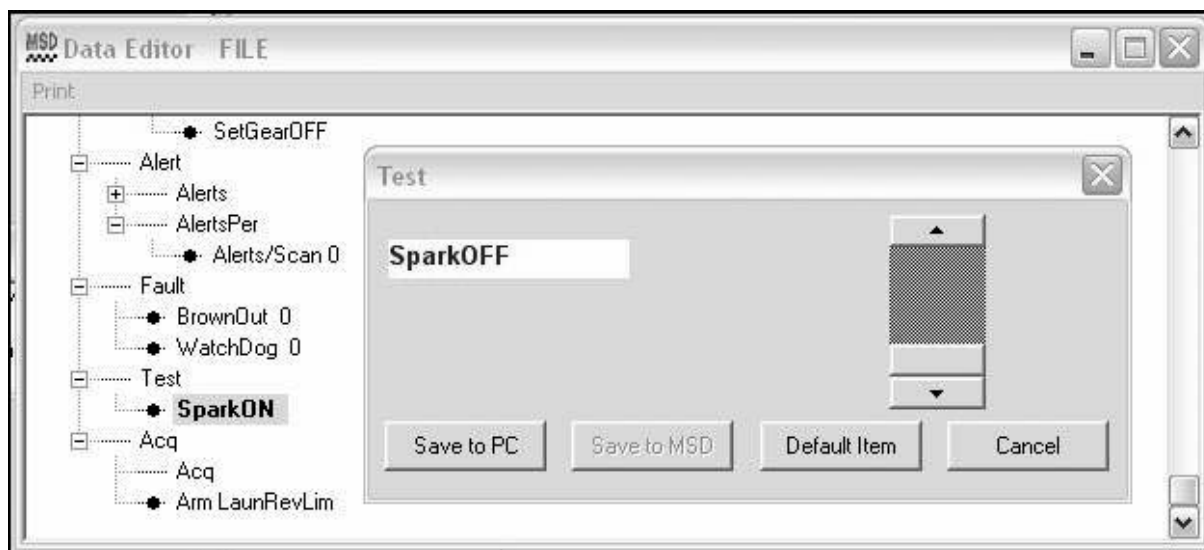 MSD Data Editor FILE
Print
SetGearOFF
Alert
Alerts
AlertsPer
Alerts/Scan 0
Fault
BrownOut 0
WatchDog 0
Test
SparkON
Acq
Acq
Arm LaunRevLim
Test
SparkOFF
Save to PC
Save to MSD
Default Item
Cancel